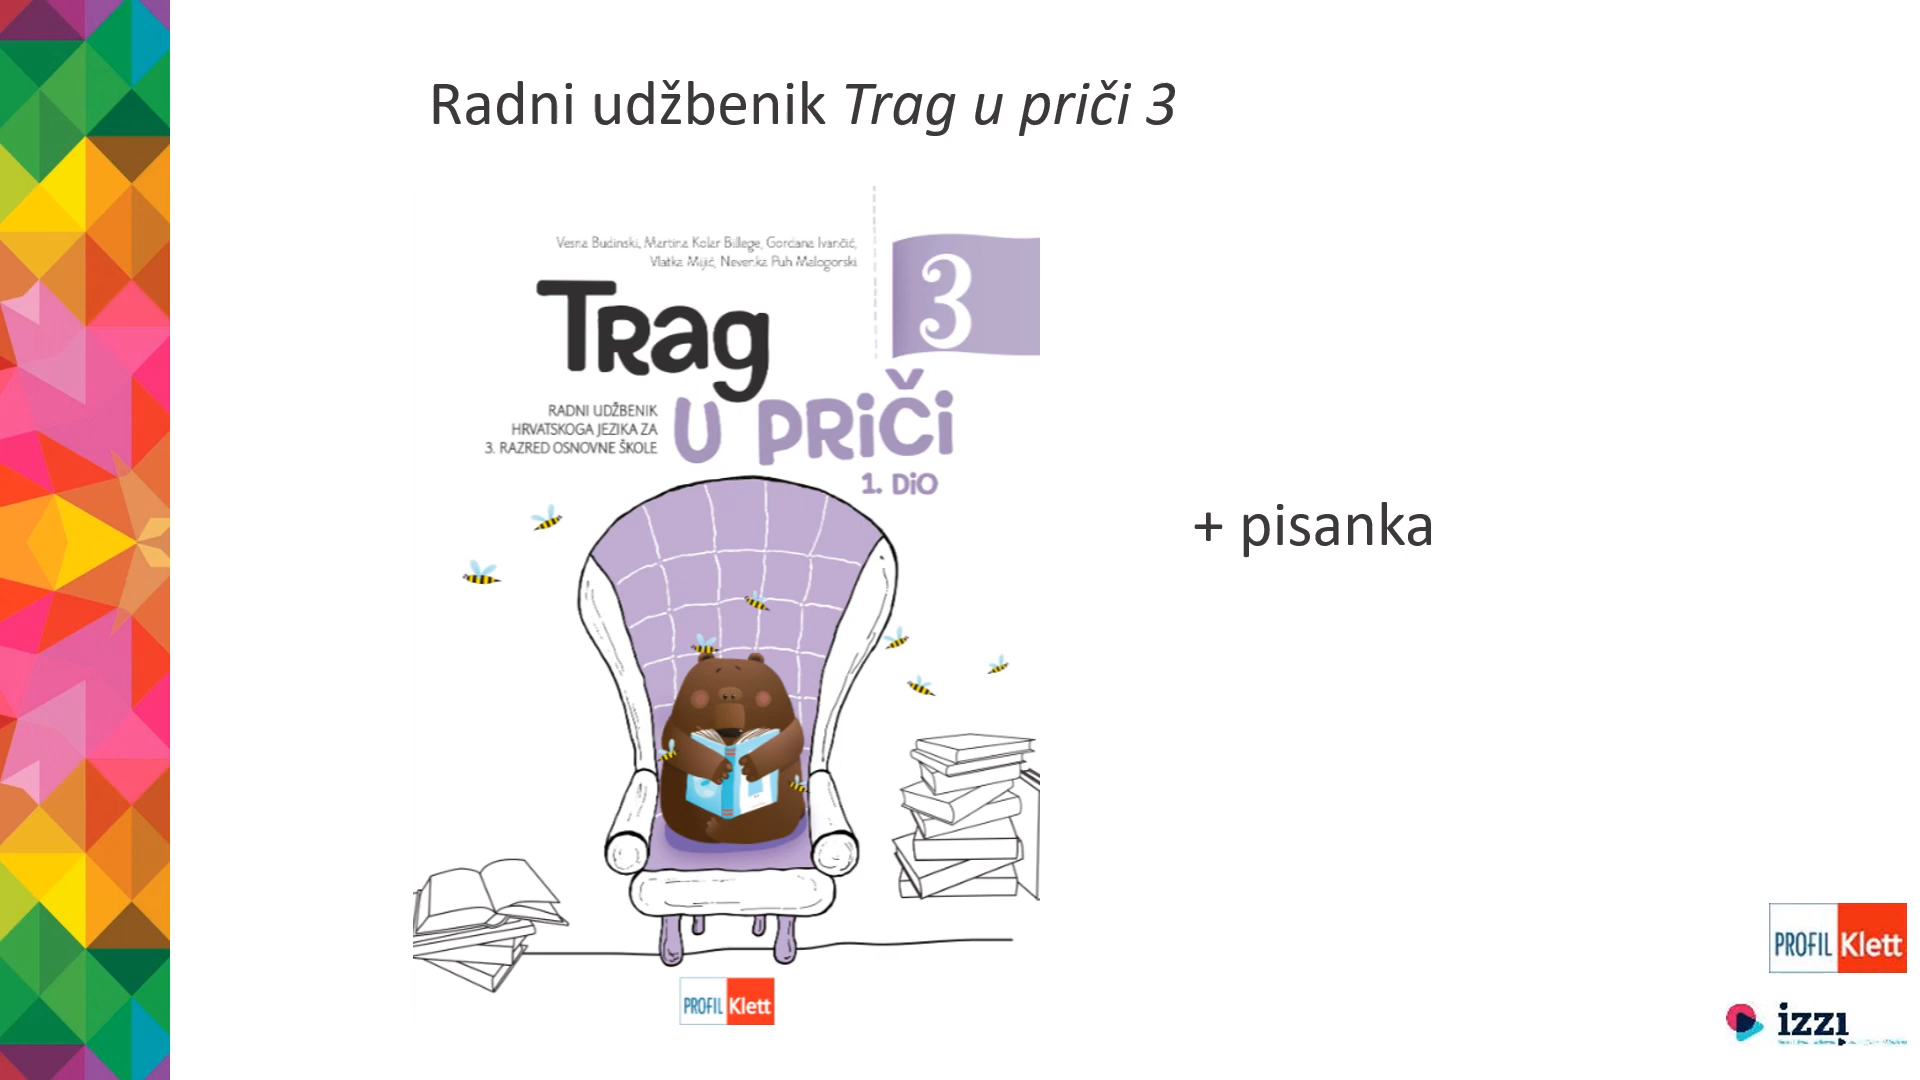 Radni udžbenik Trag u priči 3
Vesna Budinski, Martina Kolar Billege, Gordana Ivančić,
Vlatka Mijić, Nevenka Puh Malogorski
3
Trag
u priči
RADNI UDŽBENIK
HRVATSKOGA JEZIKA ZA
3. RAZRED OSNOVNE ŠKOLE
1. DiO
+ pisanka
PROFIL Klett
PROFIL Klett
izzi